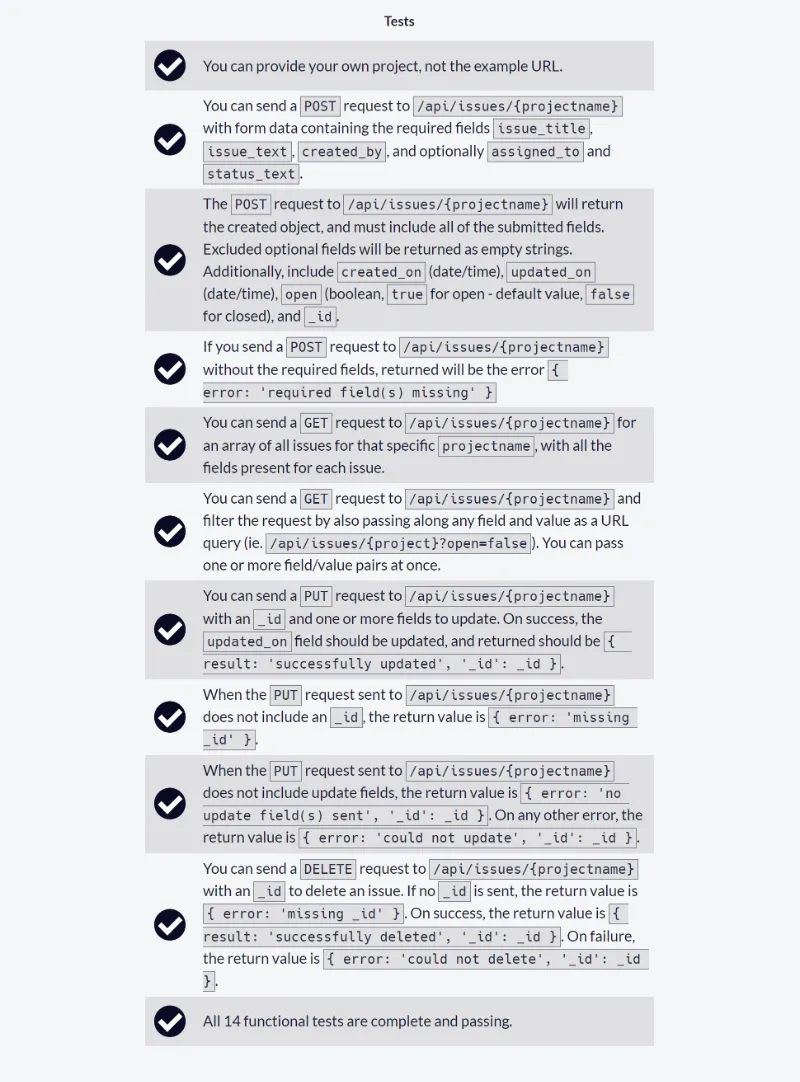 Tests
You can provide your own project, not the example URL.
You can send a POST request to /api/issues/{projectname}
with form data containing the required fields issue_title,
issue_text, created_by, and optionally assigned_to and
status_text.
The POST request to /api/issues/{projectname} will return
the created object, and must include all of the submitted fields.
Excluded optional fields will be returned as empty strings.
Additionally, include created_on (date/time), updated_on
(date/time), open (boolean, true for open - default value, false
for closed), and _id.
If you send a POST request to /api/issues/{projectname}
without the required fields, returned will be the error {
error: 'required field(s) missing' }
You can send a GET request to /api/issues/{projectname} for
an array of all issues for that specific projectname, with all the
fields present for each issue.
You can send a GET request to /api/issues/{projectname} and
filter the request by also passing along any field and value as a URL
query (ie. /api/issues/{project}?open=false). You can pass
one or more field/value pairs at once.
You can send a PUT request to /api/issues/{projectname}
with an _id and one or more fields to update. On success, the
updated_on field should be updated, and returned should be {
result: 'successfully updated', '_id': _id }.
When the PUT request sent to /api/issues/{projectname}
does not include an _id, the return value is { error: 'missing
_id' }.
When the PUT request sent to /api/issues/{projectname}
does not include update fields, the return value is { error: 'no
update field(s) sent', '_id': _id }. On any other error, the
return value is { error: 'could not update', '_id': _id }.
You can send a DELETE request to /api/issues/{projectname}
with an _id to delete an issue. If no _id is sent, the return value is
{ error: 'missing _id' }. On success, the return value is {
result: 'successfully deleted', '_id': _id }. On failure,
the return value is { error: 'could not delete', '_id': _id
}.
All 14 functional tests are complete and passing.